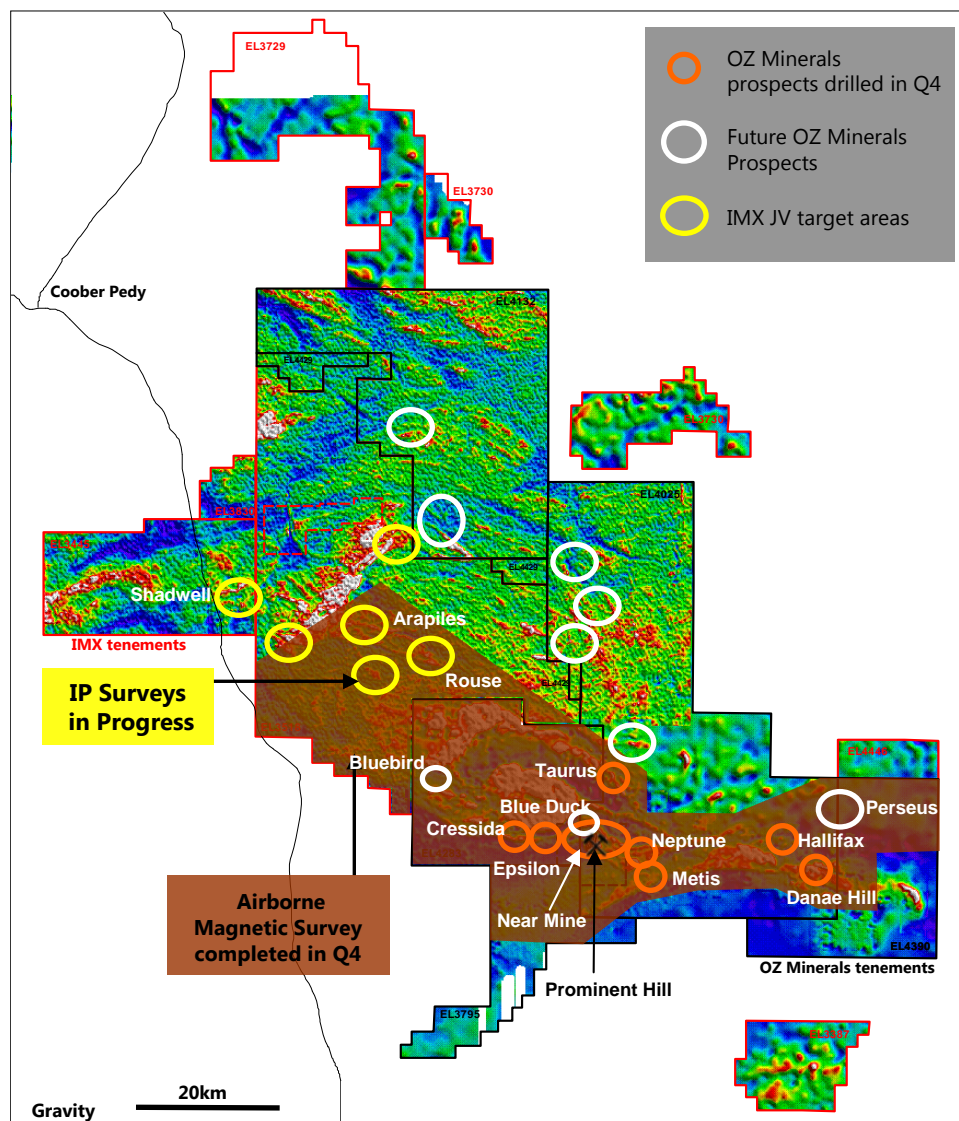 EL3729
OZ Minerals
prospects drilled in Q4
Future OZ Minerals
Prospects
IMX JV target areas
EL3730
Coober Pedy
EL4132
EL4429
EL3730
EL4025
EL4429
Shadwell
IMX tenements
Arapiles
Rouse
EL4429
IP Surveys
in Progress
Bluebird
Taurus
Blue Duck
Cressida
Epsilon
Neptune
Metis
Near Mine
Perseus
Hallifax
Danae Hill
Airborne
Magnetic Survey
completed in Q4
EL4390
OZ Minerals tenements
Prominent Hill
EL3795
20km
Gravity